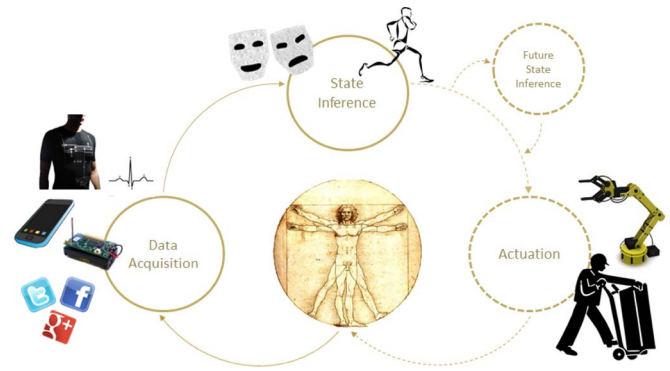 State
Inference
Future
State
Inference
Data
Acquisition
Actuation